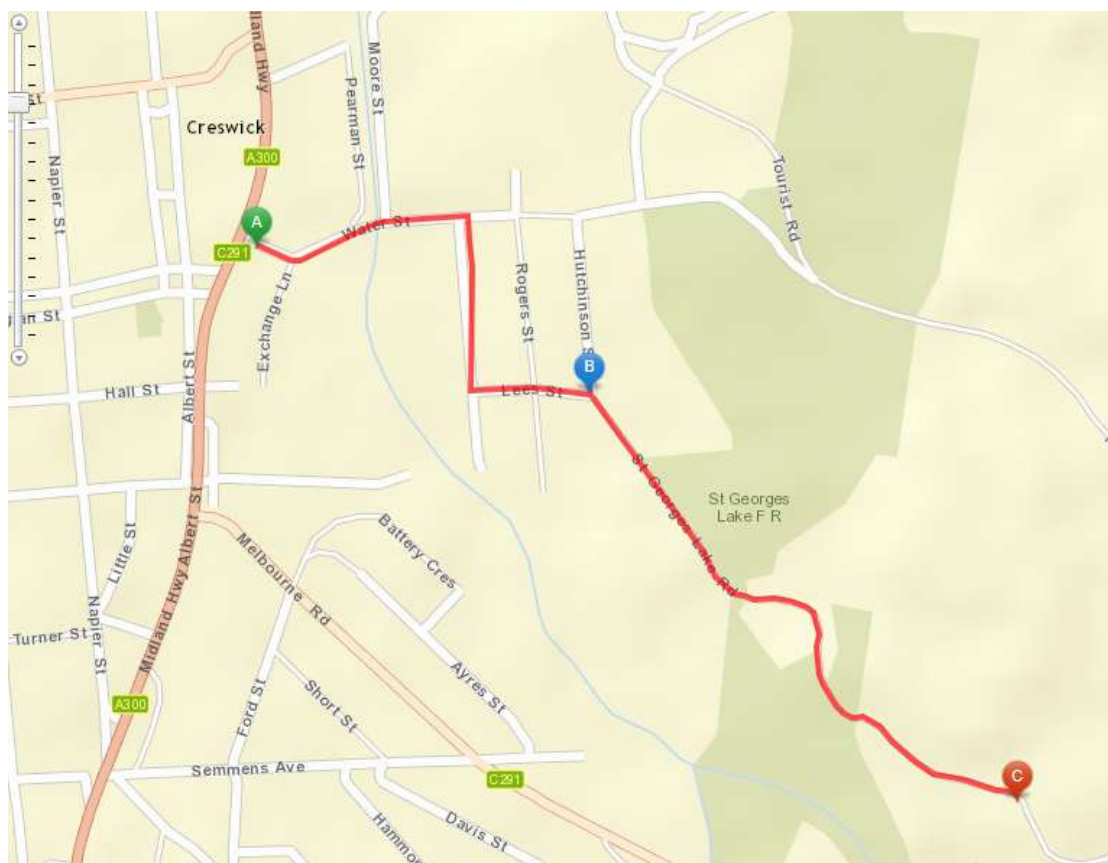 lland Hwy
Moore St
Pearman St
Creswick
A300
Napier St
Tourist Rd
A
Water St
C291
Rogers St
Hutchinson S
Exchange Ln
B
Hall St
Albert St
Lees St
St Georges Lake Rd
St Georges
Lake F R
Little St
Midland Hwy
Albert St
Battery Cres
Melbourne Rd
Turner St
Napier St
Ayres St
Ford St
Short St
A300
Semmens Ave
C291
C
Davis St
Hammo